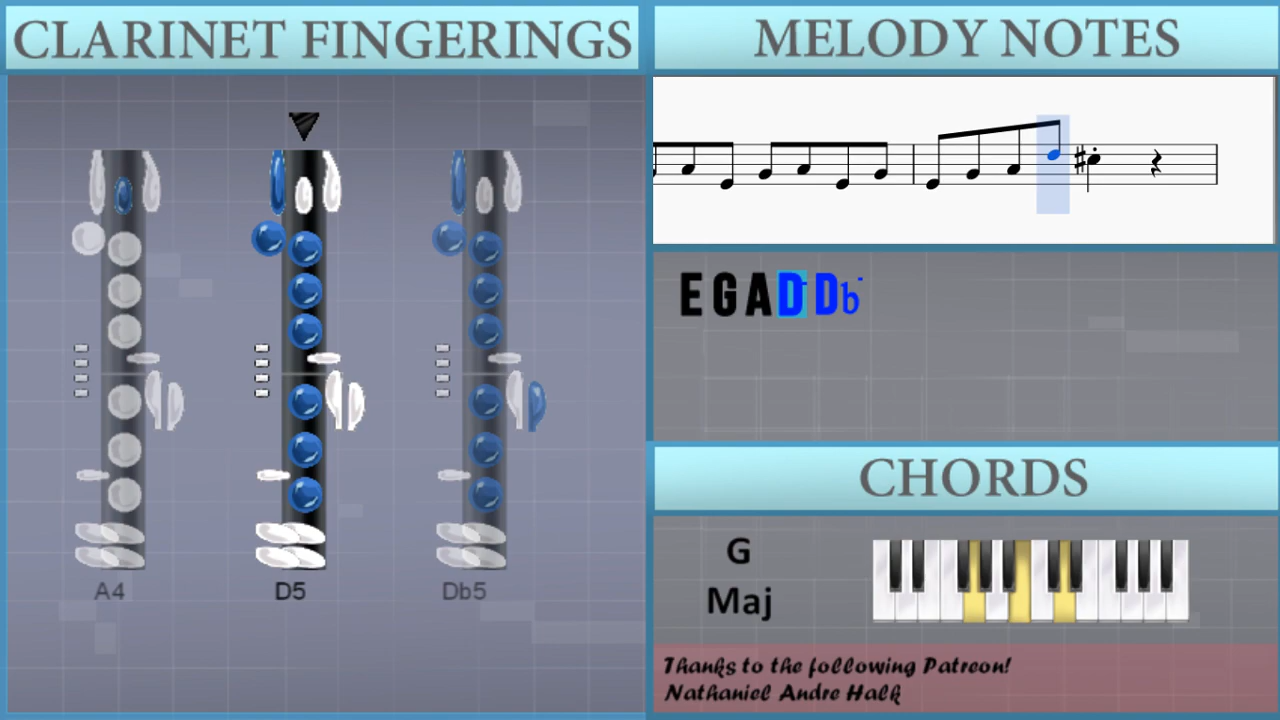 CLARINET FINGERINGS
MELODY NOTES
E G A D Db
A4 D5 Db5
CHORDS
G
Maj
Thanks to the following Patreon!
Nathaniel Andre Halk